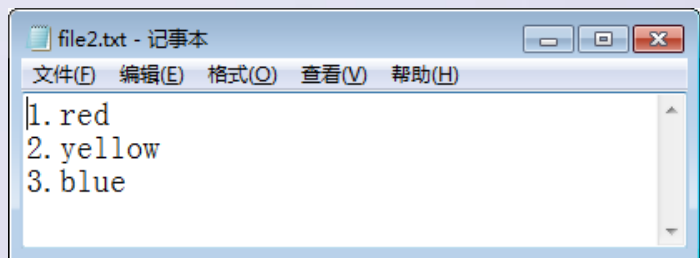 file2.txt - 记事本
文件(F) 编辑(E) 格式(O) 查看(V) 帮助(H)
1.red
2.yellow
3.blue